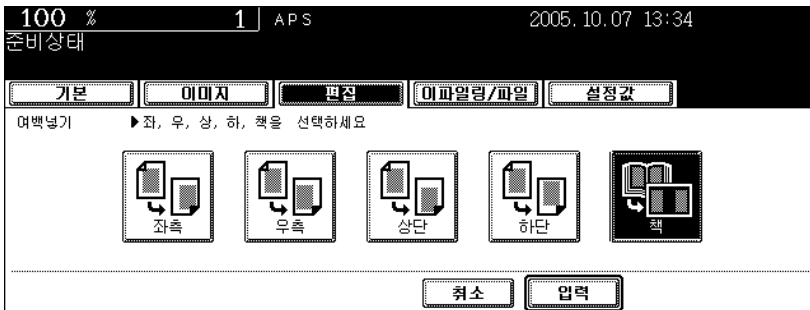 100 % 1 APS 2005.10.07 13:34
준비상태
기본 이미지 편집 이파일링/파일 설정값
여백넣기 ▶좌, 우, 상, 하, 책을 선택하세요
좌측 우측 상단 하단 책
취소 입력